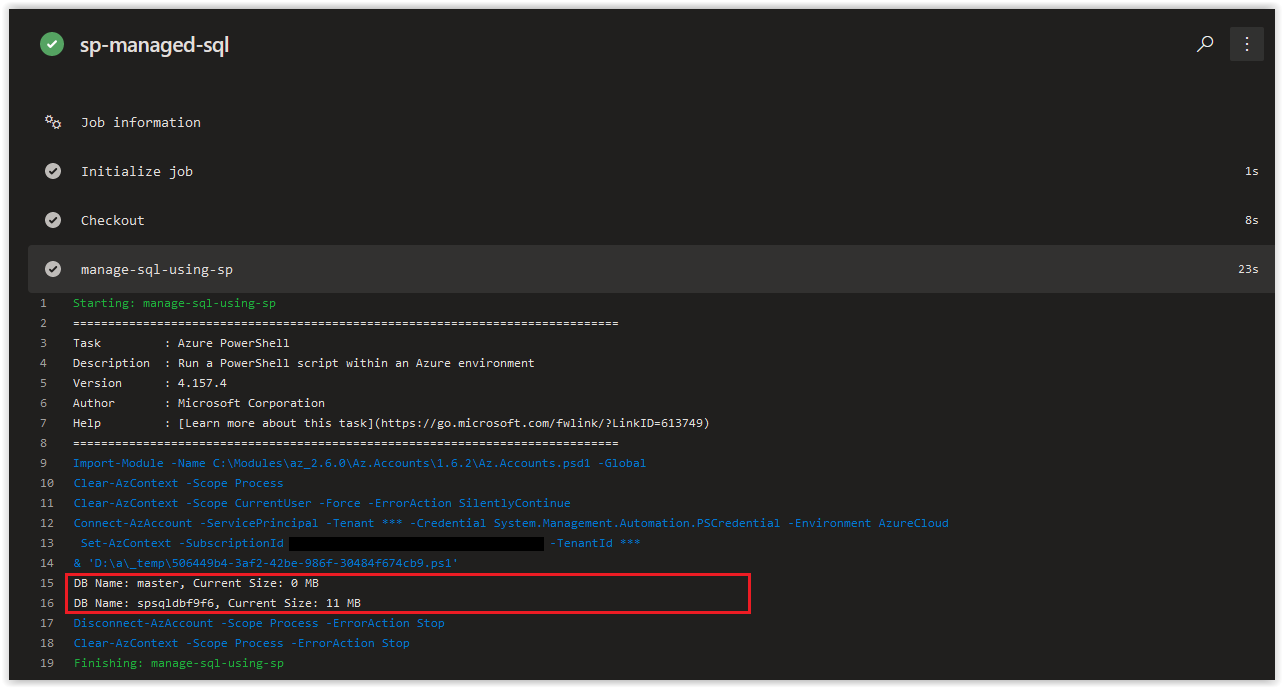 sp-managed-sql
Job information
Initialize job 1s
Checkout 8s
manage-sql-using-sp 23s
1 Starting: manage-sql-using-sp
2 ==============================================================================
3 Task         : Azure PowerShell
4 Description  : Run a PowerShell script within an Azure environment
5 Version      : 4.157.4
6 Author       : Microsoft Corporation
7 Help         : [Learn more about this task](https://go.microsoft.com/fwlink/?LinkID=613749)
8 ==============================================================================
9 Import-Module -Name C:\Modules\az_2.6.0\Az.Accounts\1.6.2\Az.Accounts.psd1 -Global
10 Clear-AzContext -Scope Process
11 Clear-AzContext -Scope CurrentUser -Force -ErrorAction SilentlyContinue
12 Connect-AzAccount -ServicePrincipal -Tenant *** -Credential System.Management.Automation.PSCredential -Environment AzureCloud
13  Set-AzContext -SubscriptionId -TenantId ***
14 & 'D:\a\_temp\506449b4-3af2-42be-986f-30484f674cb9.ps1'
15 DB Name: master, Current Size: 0 MB
16 DB Name: spsqldbf9f6, Current Size: 11 MB
17 Disconnect-AzAccount -Scope Process -ErrorAction Stop
18 Clear-AzContext -Scope Process -ErrorAction Stop
19 Finishing: manage-sql-using-sp